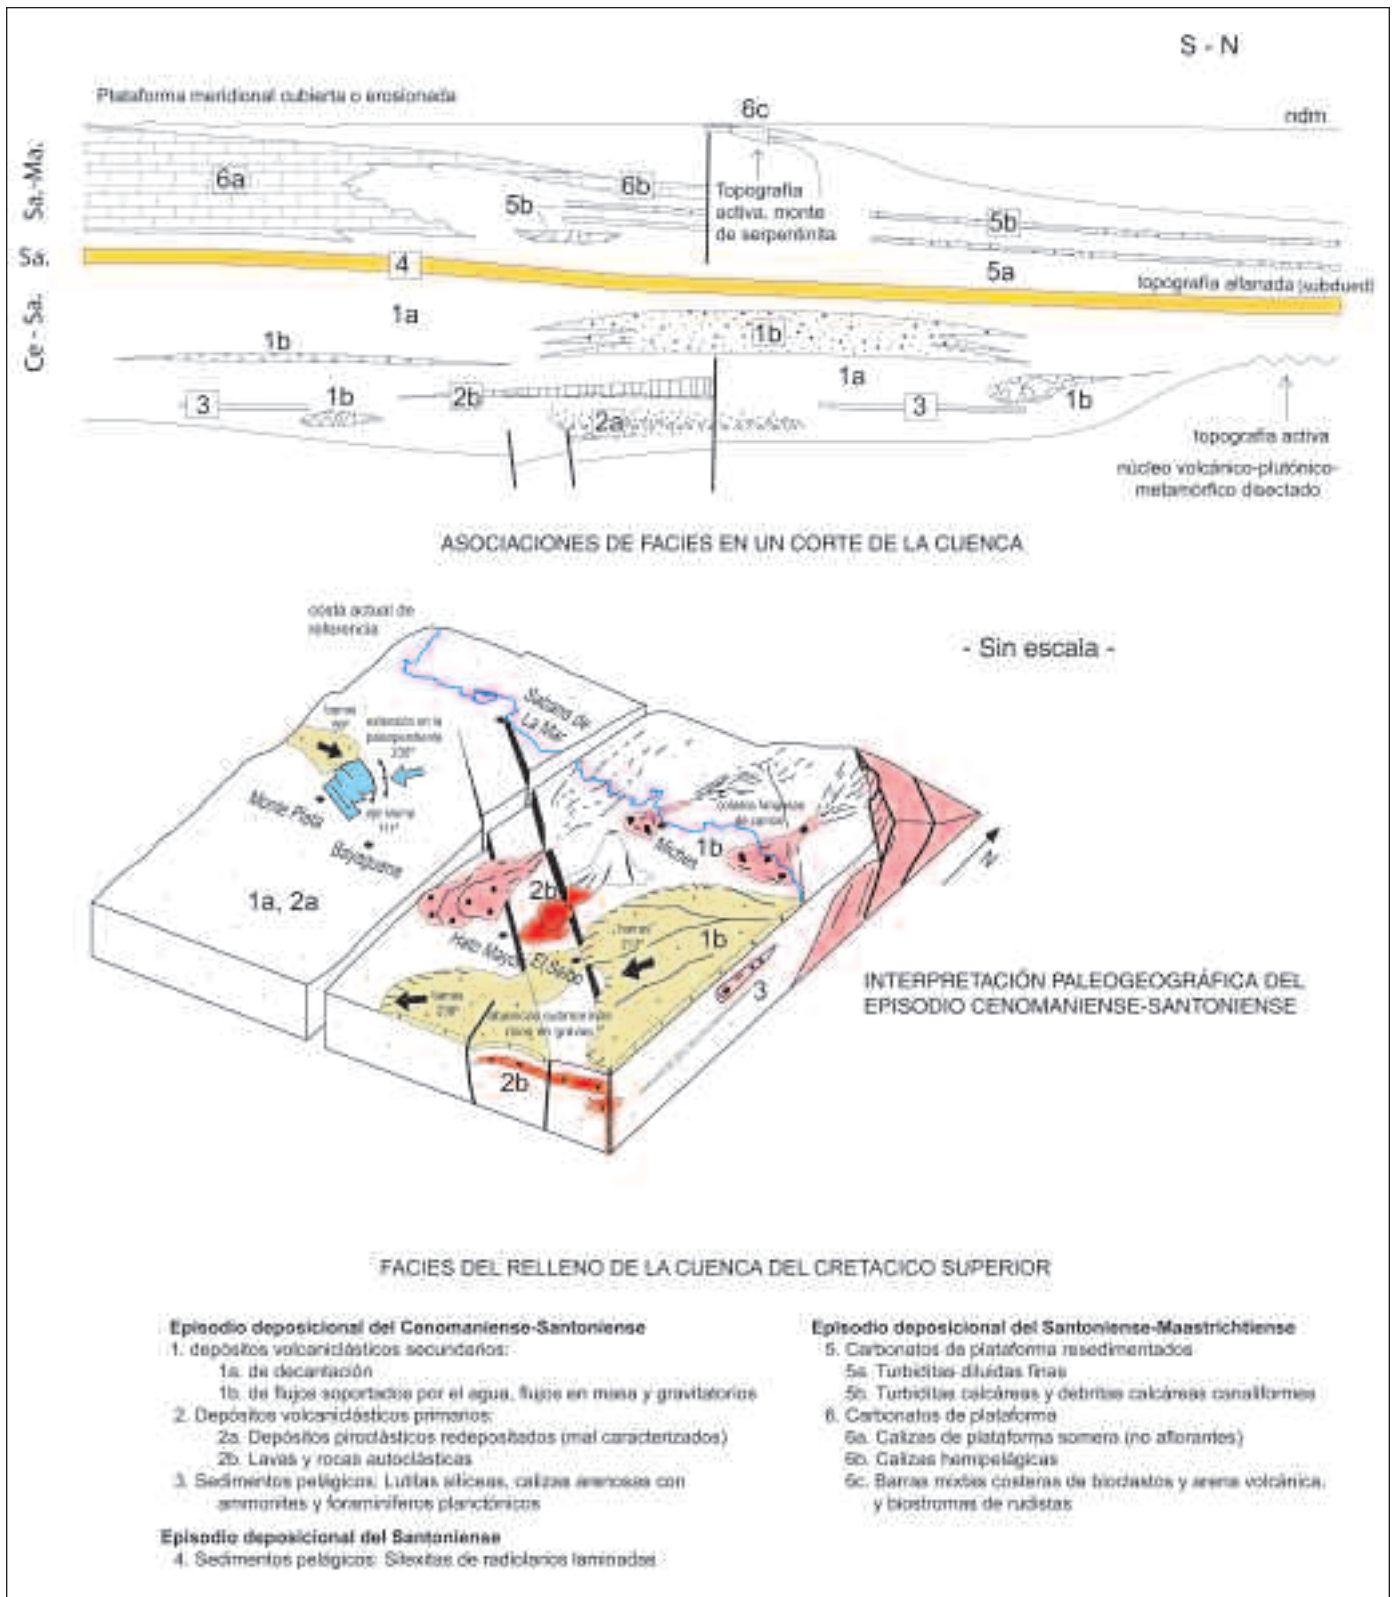 S - N
Plataforma meridional cubierta o erosionada
6c
ndm
Sa.-Ma.
6a
6b
5b
Topografía
activa, monte
de serpentinita
5b
Sa.
4
5a
topografía allanada (subdued)
Ce - Sa.
1a
1b
1b
1a
3
1b
2b
2a
3
1b
topografía activa
núcleo volcánico-plutónico-
metamórfico disectado
ASOCIACIONES DE FACIES EN UN CORTE DE LA CUENCA
costa actual de
referencia
- Sin escala -
Sabana de
La Mar
extensión en la
paleopendiente
230°
Monte Plata
Bayaguana
Miches
1b
1a, 2a
2b
Hato Mayor
El Seibo
1b
N
3
2b
INTERPRETACIÓN PALEOGEOGRÁFICA DEL
EPISODIO CENOMANIENSE-SANTONIENSE
FACIES DEL RELLENO DE LA CUENCA DEL CRETACICO SUPERIOR
Episodio deposicional del Cenomaniense-Santoniense
1. depósitos volcaniclásticos secundarios:
1a. de decantación
1b. de flujos soportados por el agua, flujos en masa y gravitatorios
2. Depósitos volcaniclásticos primarios:
2a. Depósitos piroclásticos redepositados (mal caracterizados)
2b. Lavas y rocas autoclásticas
3. Sedimentos pelágicos: Lutitas silíceas, calizas arenosas con
ammonites y foraminíferos planctónicos
Episodio deposicional del Santoniense
4. Sedimentos pelágicos: Silexitas de radiolarios laminadas
Episodio deposicional del Santoniense-Maastrichtiense
5. Carbonatos de plataforma resedimentados
5a. Turbiditas diluidas finas
5b. Turbiditas calcáreas y debritas calcáreas canaliformes
6. Carbonatos de plataforma
6a. Calizas de plataforma somera (no aflorantes)
6b. Calizas hemipelágicas
6c. Barras mixtas costeras de bioclastos y arena volcánica,
y biostromas de rudistas